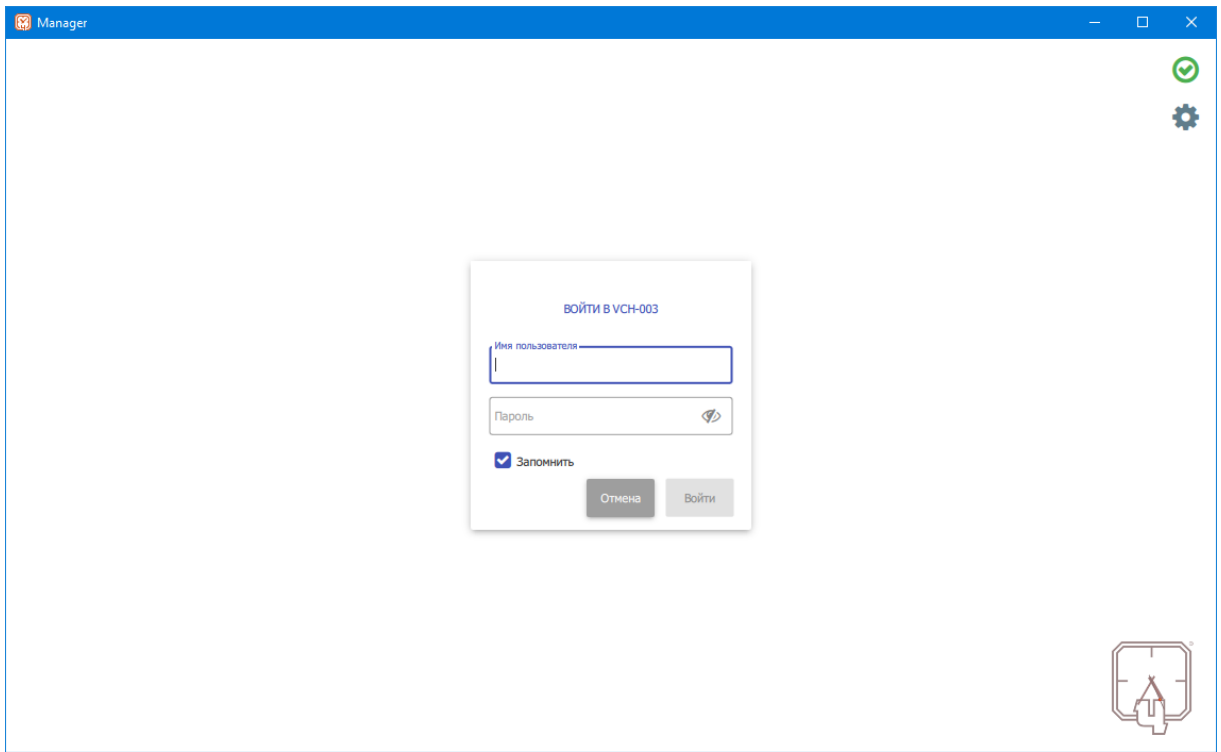 Manager
ВОЙТИ В VCH-003
Имя пользователя
Пароль
Запомнить
Отмена
Войти